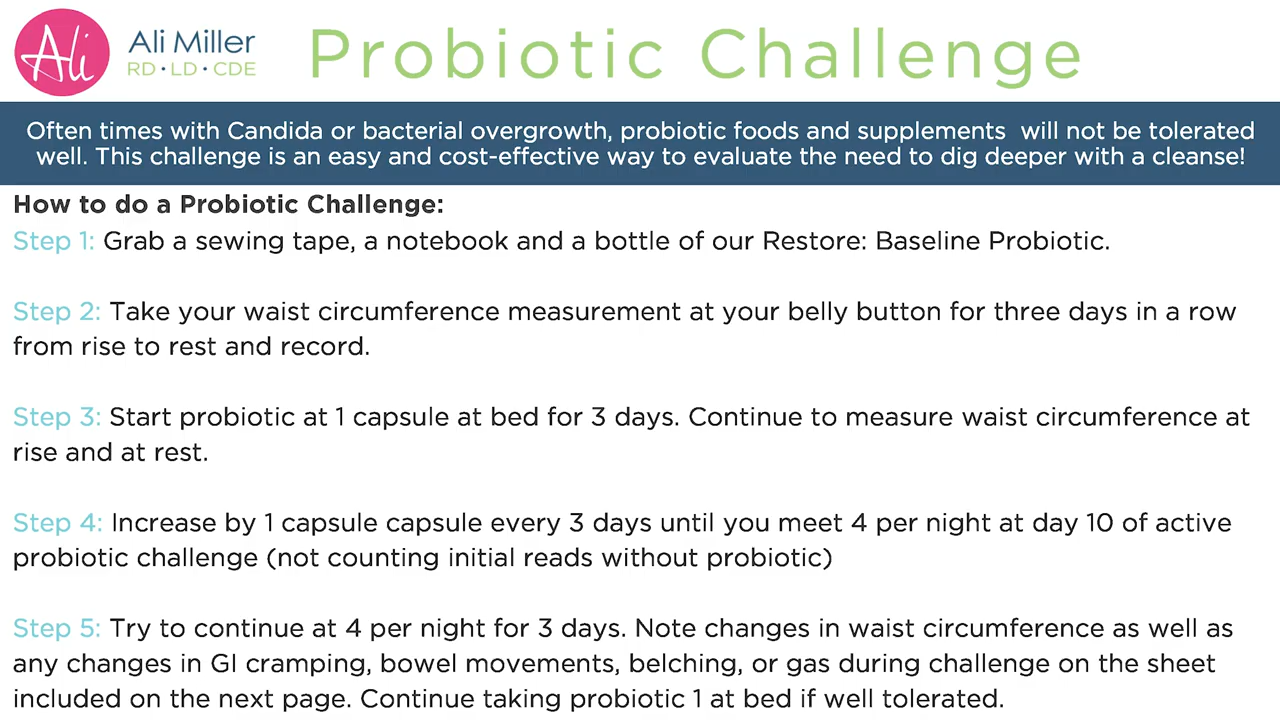 Ali
Ali Miller
RD • LD • CDE
Probiotic Challenge
Often times with Candida or bacterial overgrowth, probiotic foods and supplements will not be tolerated
well. This challenge is an easy and cost-effective way to evaluate the need to dig deeper with a cleanse!
How to do a Probiotic Challenge:
Step 1: Grab a sewing tape, a notebook and a bottle of our Restore: Baseline Probiotic.
Step 2: Take your waist circumference measurement at your belly button for three days in a row
from rise to rest and record.
Step 3: Start probiotic at 1 capsule at bed for 3 days. Continue to measure waist circumference at
rise and at rest.
Step 4: Increase by 1 capsule capsule every 3 days until you meet 4 per night at day 10 of active
probiotic challenge (not counting initial reads without probiotic)
Step 5: Try to continue at 4 per night for 3 days. Note changes in waist circumference as well as
any changes in GI cramping, bowel movements, belching, or gas during challenge on the sheet
included on the next page. Continue taking probiotic 1 at bed if well tolerated.